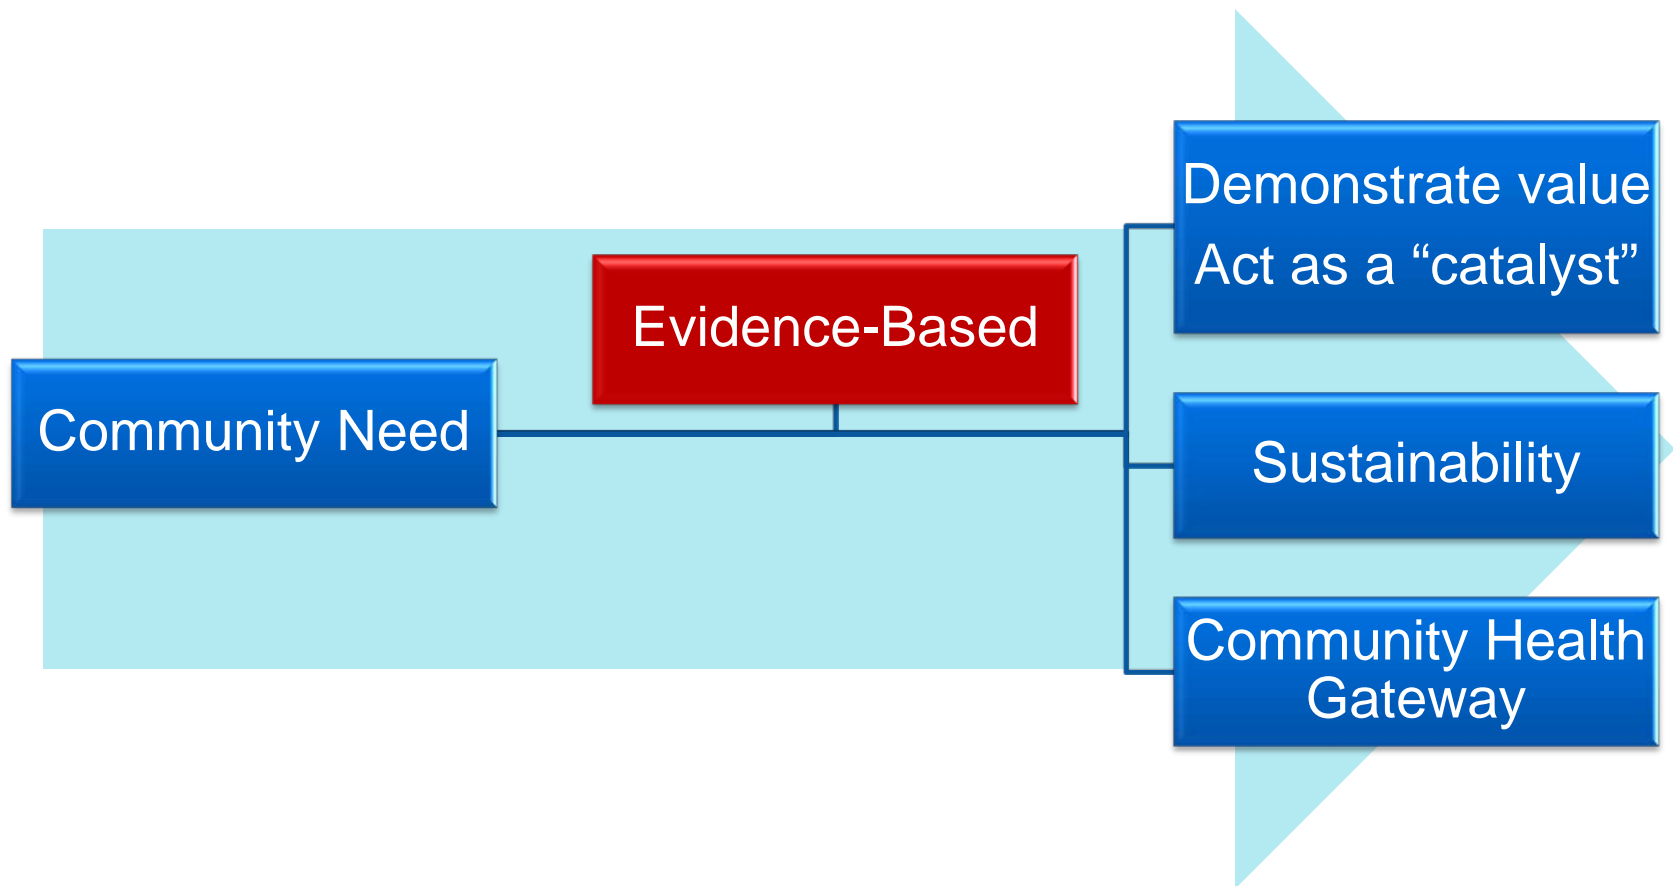 Community Need
Evidence-Based
Demonstrate value
Act as a “catalyst”
Sustainability
Community Health
Gateway